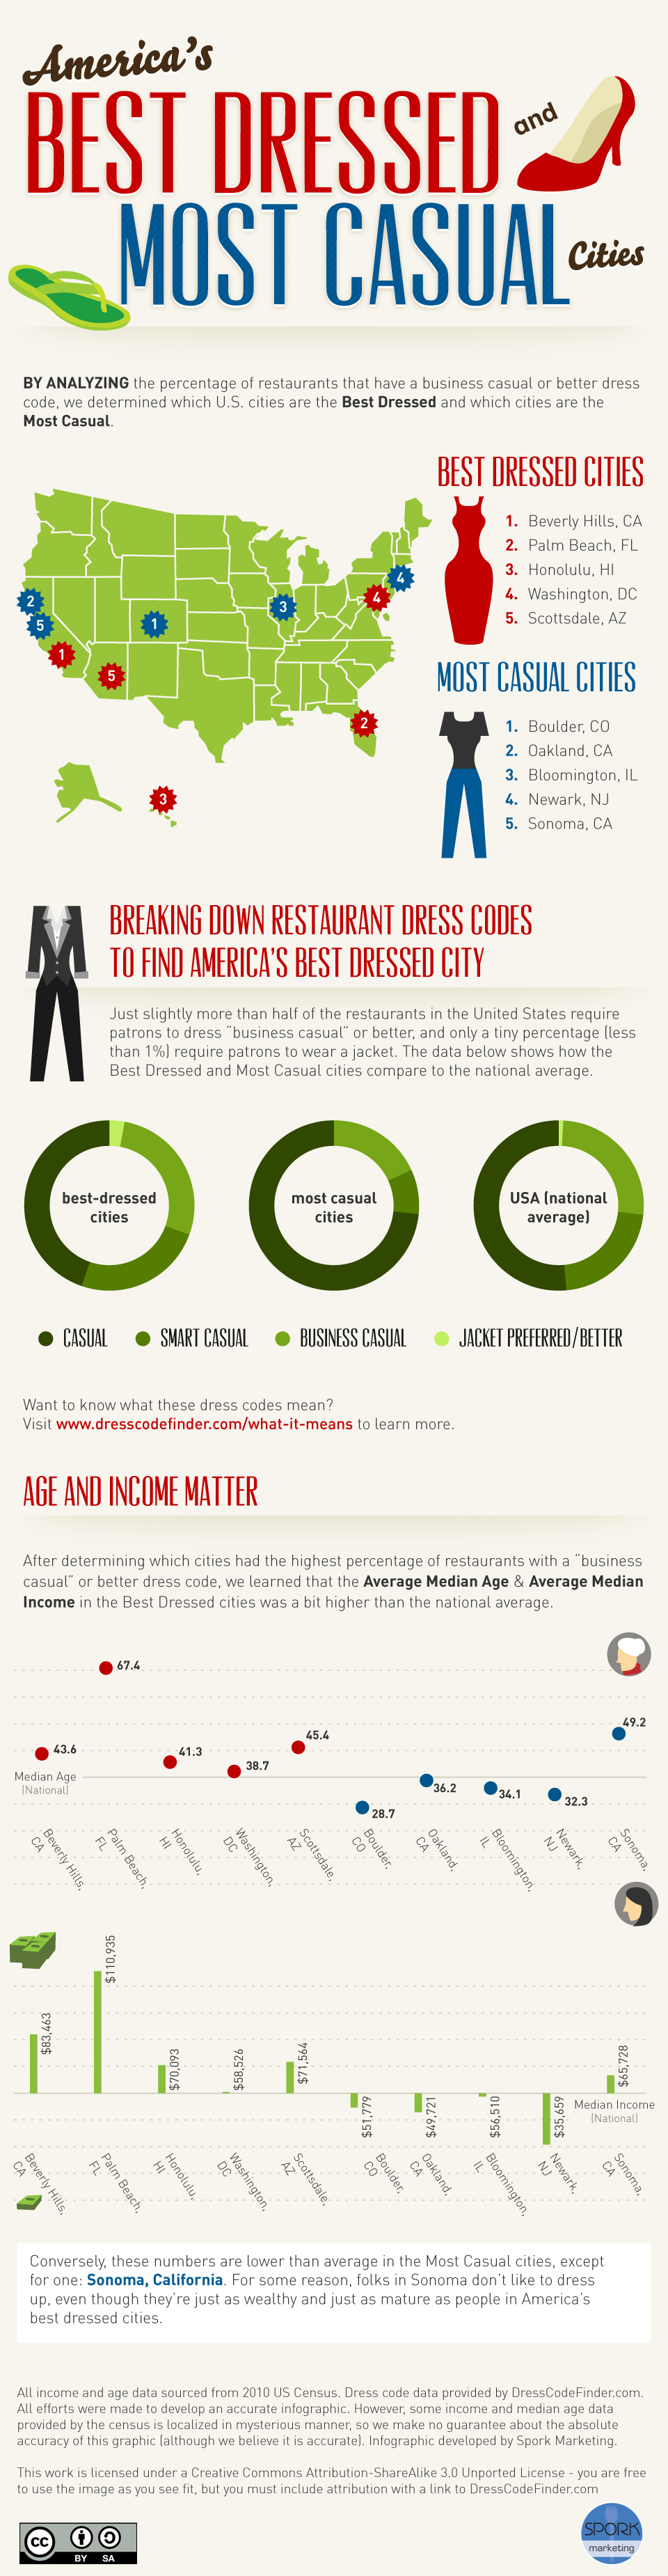 America's
BEST DRESSED and
MOST CASUAL Cities
BY ANALYZING the percentage of restaurants that have a business casual or better dress
code, we determined which U.S. cities are the Best Dressed and which cities are the
Most Casual.
BEST DRESSED CITIES
1. Beverly Hills, CA
2. Palm Beach, FL
3. Honolulu, HI
4. Washington, DC
5. Scottsdale, AZ
MOST CASUAL CITIES
1. Boulder, CO
2. Oakland, CA
3. Bloomington, IL
4. Newark, NJ
5. Sonoma, CA
2
5
1
5
1
3
4
4
2
3
BREAKING DOWN RESTAURANT DRESS CODES
TO FIND AMERICA'S BEST DRESSED CITY
Just slightly more than half of the restaurants in the United States require
patrons to dress "business casual" or better, and only a tiny percentage (less
than 1%) require patrons to wear a jacket. The data below shows how the
Best Dressed and Most Casual cities compare to the national average.
best-dressed
cities
most casual
cities
USA (national
average)
CASUAL
SMART CASUAL
BUSINESS CASUAL
JACKET PREFERRED/BETTER
Want to know what these dress codes mean?
Visit www.dresscodefinder.com/what-it-means to learn more.
AGE AND INCOME MATTER
After determining which cities had the highest percentage of restaurants with a "business
casual" or better dress code, we learned that the Average Median Age & Average Median
Income in the Best Dressed cities was a bit higher than the national average.
67.4
43.6
41.3
38.7
45.4
28.7
36.2
34.1
32.3
49.2
Median Age
(National)
Beverly Hills,
CA
Palm Beach,
FL
Honolulu,
HI
Washington,
DC
Scottsdale,
AZ
Boulder,
CO
Oakland,
CA
Bloomington,
IL
Newark,
NJ
Sonoma,
CA
$83,463
$110,935
$70,093
$58,526
$71,564
$51,779
$49,721
$56,510
$35,659
$65,728
Median Income
(National)
Beverly Hills,
CA
Palm Beach,
FL
Honolulu,
HI
Washington,
DC
Scottsdale,
AZ
Boulder,
CO
Oakland,
CA
Bloomington,
IL
Newark,
NJ
Sonoma,
CA
Conversely, these numbers are lower than average in the Most Casual cities, except
for one: Sonoma, California. For some reason, folks in Sonoma don't like to dress
up, even though they're just as wealthy and just as mature as people in America's
best dressed cities.
All income and age data sourced from 2010 US Census. Dress code data provided by DressCodeFinder.com.
All efforts were made to develop an accurate infographic. However, some income and median age data
provided by the census is localized in mysterious manner, so we make no guarantee about the absolute
accuracy of this graphic (although we believe it is accurate). Infographic developed by Spork Marketing.
This work is licensed under a Creative Commons Attribution-ShareAlike 3.0 Unported License - you are free
to use the image as you see fit, but you must include attribution with a link to DressCodeFinder.com
cc
BY SA
SPORK
marketing